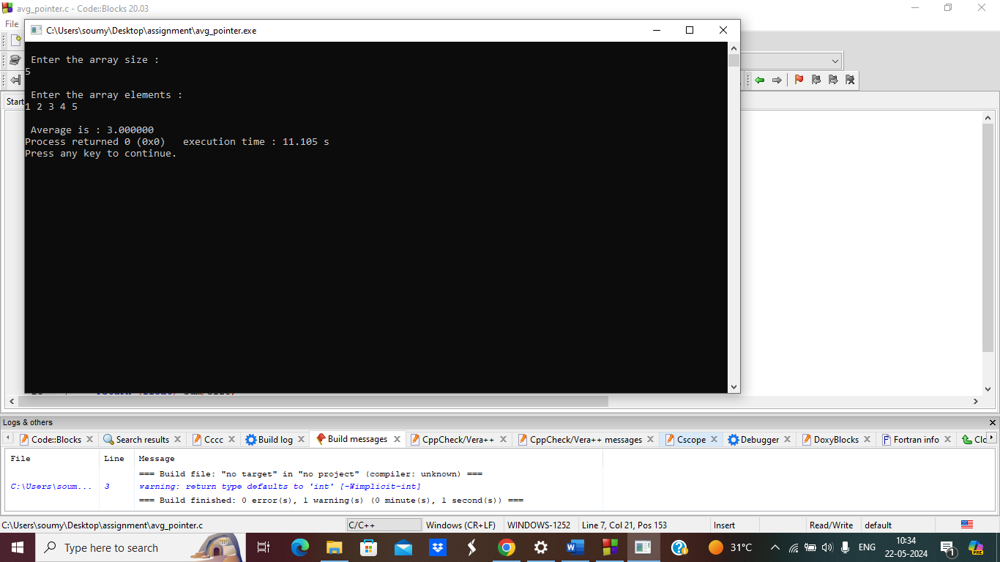 avg_pointer.c - Code::Blocks 20.03
File
C:\Users\soumy\Desktop\assignment\avg_pointer.exe
Enter the array size :
5
Enter the array elements :
1 2 3 4 5
Average is : 3.000000
Process returned 0 (0x0)   execution time : 11.105 s
Press any key to continue.
Start
Logs & others
Code::Blocks Search results Cccc Build log Build messages CppCheck/Vera++ CppCheck/Vera++ messages Cscope Debugger DoxyBlocks Fortran info Clo
File Line Message
=== Build file: "no target" in "no project" (compiler: unknown) ===
C:\Users\soum... 3 warning: return type defaults to 'int' [-Wimplicit-int]
=== Build finished: 0 error(s), 1 warning(s) (0 minute(s), 1 second(s)) ===
C:\Users\soumy\Desktop\assignment\avg_pointer.c C/C++ Windows (CR+LF) WINDOWS-1252 Line 7, Col 21, Pos 153 Insert Read/Write default
Type here to search 31°C ENG 10:34
22-05-2024 1 PRE